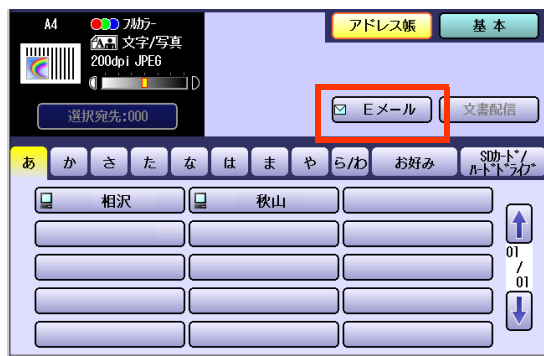 A4 フルカラー アドレス帳 基本
文字/写真
200dpi JPEG
D
Eメール 文書配信
選択宛先:000
あ か さ た な は ま や ら/わ お好み SDカード/
ハードドライブ
相沢 秋山
01
/
01